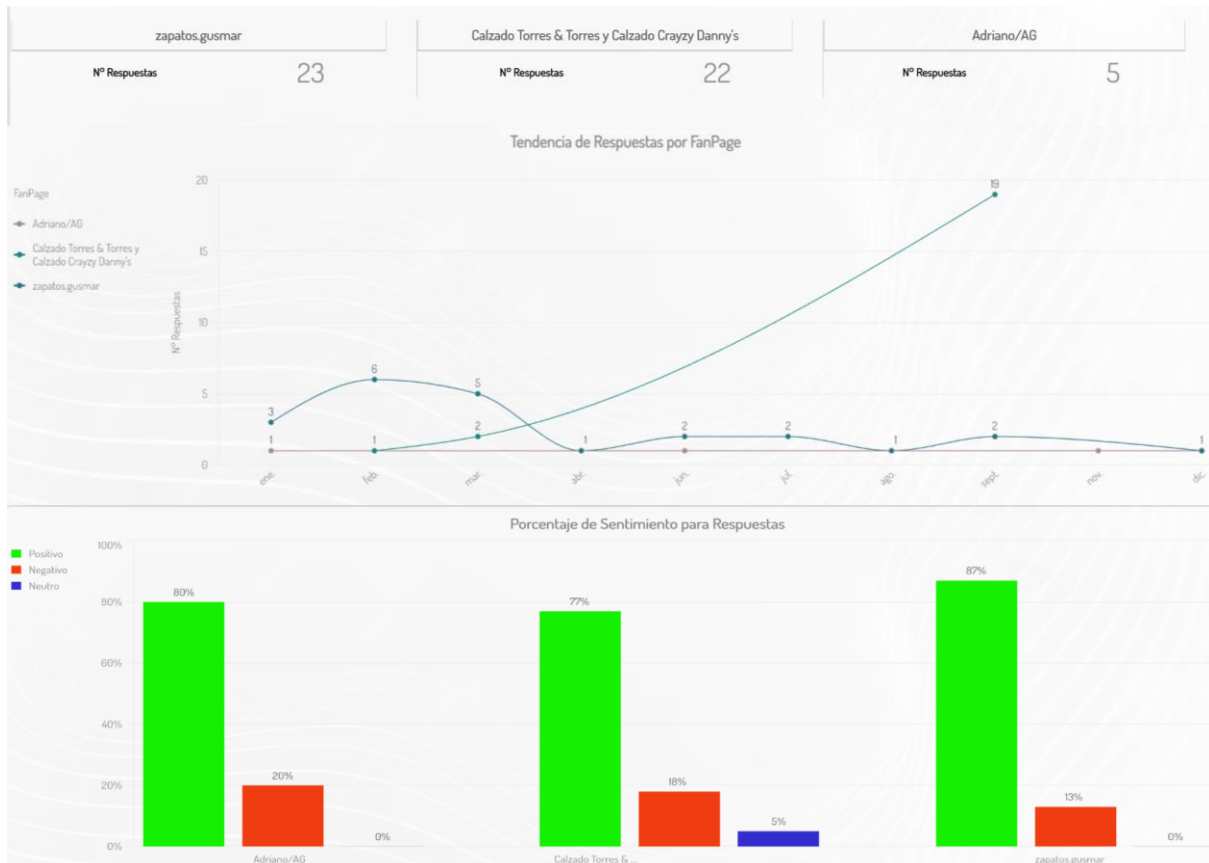 zapatos.gusmar
Calzado Torres & Torres y Calzado Crayzy Danny's
Adriano/AG
Nº Respuestas
23
Nº Respuestas
22
Nº Respuestas
5
Tendencia de Respuestas por FanPage
FanPage
Adriano/AG
Calzado Torres & Torres y
Calzado Crayzy Danny's
zapatos.gusmar
Nº Respuestas
20
15
10
5
0
19
6
5
3
2
2
2
2
1
1
1
1
1
1
1
ene.
feb.
mar.
abr.
jun.
jul.
ago.
sept.
nov.
dic.
Porcentaje de Sentimiento para Respuestas
Positivo
Negativo
Neutro
100%
80%
60%
40%
20%
0%
80%
20%
0%
77%
18%
5%
87%
13%
0%
Adriano/AG
Calzado Torres & ...
zapatos.gusmar